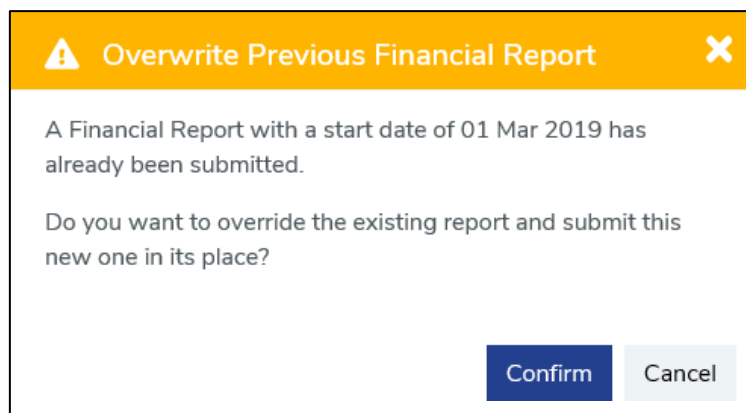 Overwrite Previous Financial Report
A Financial Report with a start date of 01 Mar 2019 has
already been submitted.
Do you want to override the existing report and submit this
new one in its place?
Confirm
Cancel